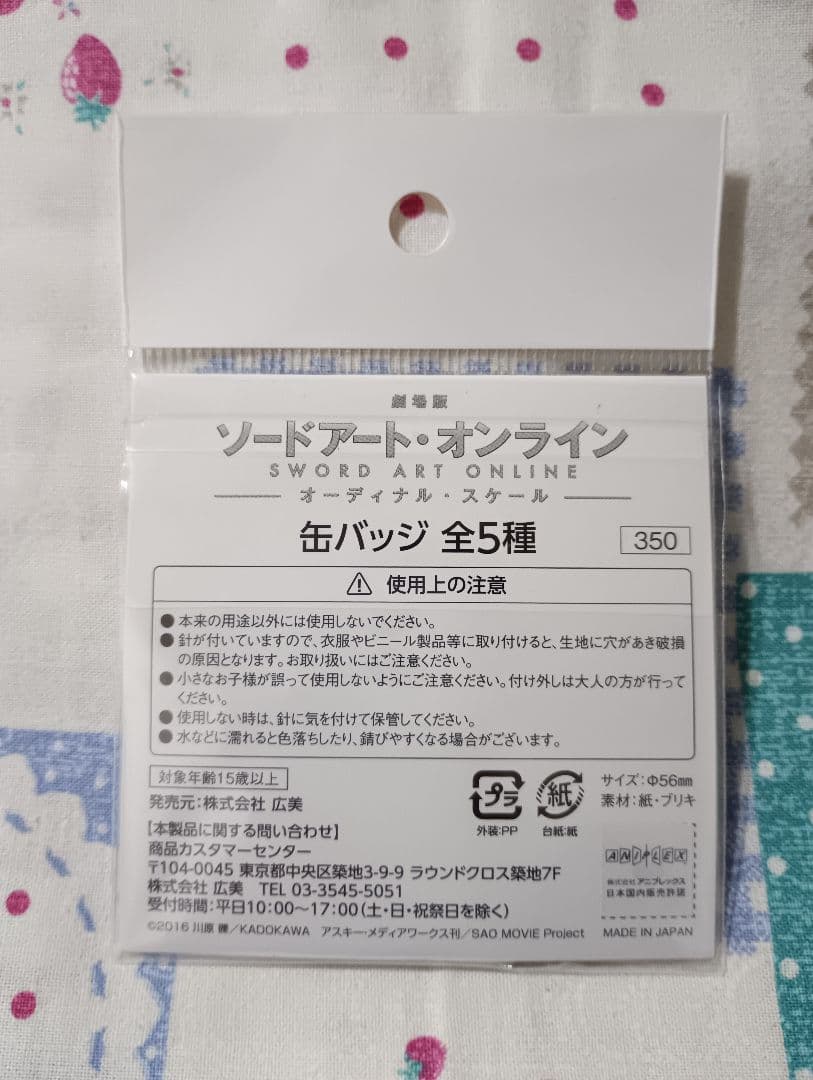 劇場版
ソードアート・オンライン
SWORD ART ONLINE
オーディナル・スケール
缶バッジ 全5種
350
⚠ 使用上の注意
●本来の用途以外には使用しないでください。
●針が付いていますので、衣服やビニール製品等に取り付けると、生地に穴があき破損
の原因となります。お取り扱いにはご注意ください。
●小さなお子様が誤って使用しないようにご注意ください。付け外しは大人の方が行って
ください。
●使用しない時は、針に気を付けて保管してください。
●水などに濡れると色落ちしたり、錆びやすくなる場合がございます。
対象年齢15歳以上
発売元:株式会社 広美
【本製品に関する問い合わせ】
商品カスタマーセンター
〒104-0045 東京都中央区築地3-9-9 ラウンドクロス築地7F
株式会社 広美 TEL 03-3545-5051
受付時間:平日10:00〜17:00(土・日・祝祭日を除く)
©2016 川原 礫/KADOKAWA アスキー・メディアワークス刊/SAO MOVIE Project
プラ
外装:PP
紙
台紙:紙
サイズ:Φ56mm
素材:紙・ブリキ
ANIPLEX
株式会社 アニプレックス
日本国内販売許諾
MADE IN JAPAN